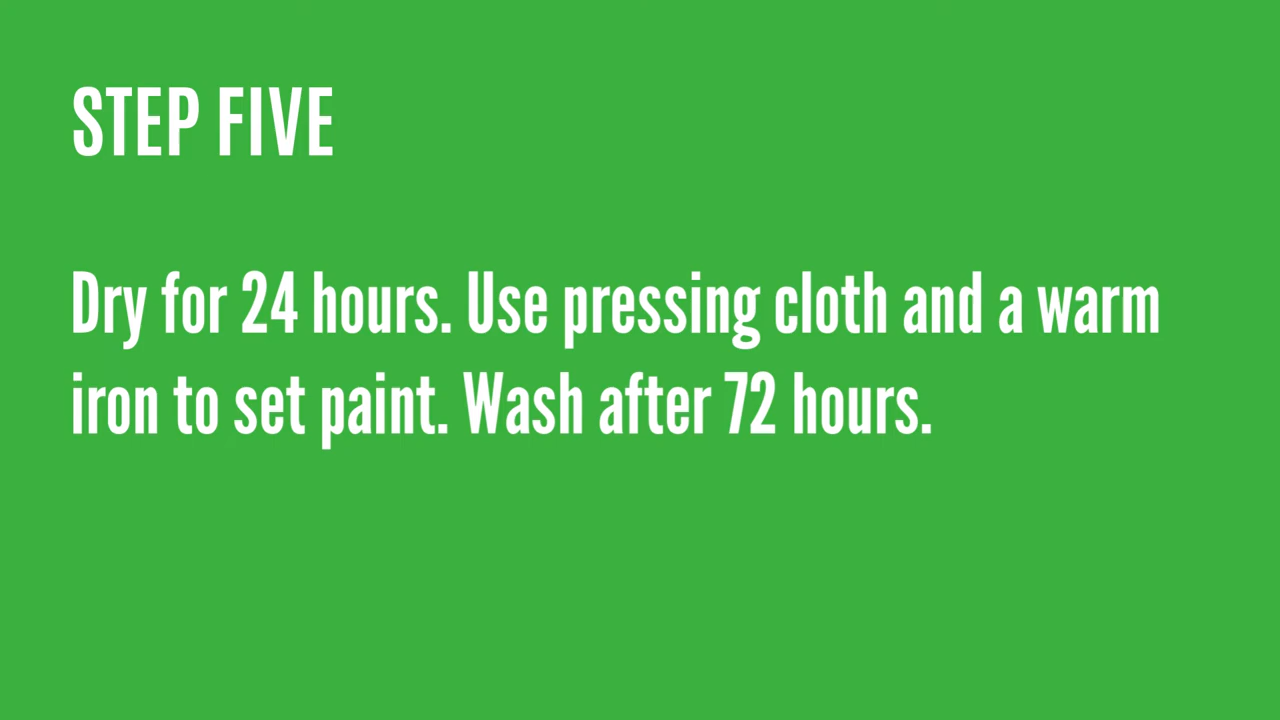 STEP FIVE
Dry for 24 hours. Use pressing cloth and a warm
iron to set paint. Wash after 72 hours.